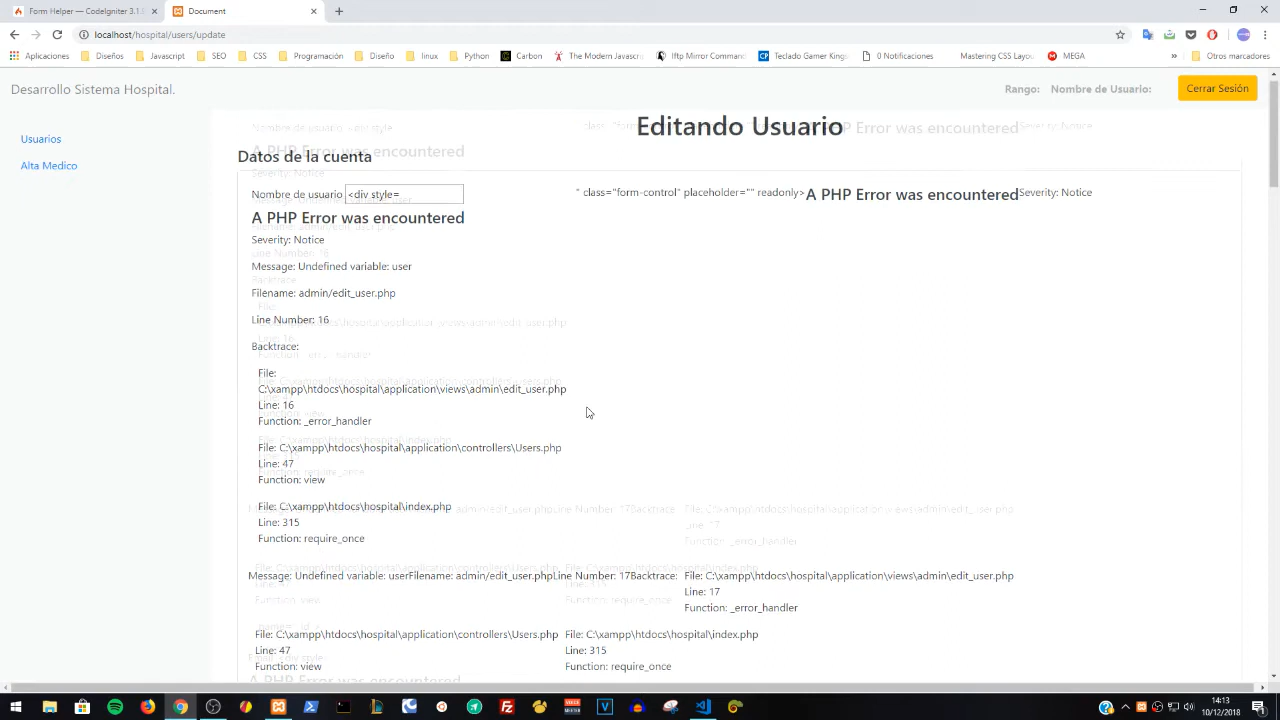 Form Helper — CodeIgniter 3.1.
Document
localhost/hospital/users/update
Aplicaciones
Diseños
Javascript
SEO
CSS
Programación
Diseño
linux
Python
Carbon
The Modern Javascri
lftp Mirror Comman
Teclado Gamer King
0 Notificaciones
Mastering CSS Layou
MEGA
»
Otros marcadores
Desarrollo Sistema Hospital.
Rango:
Nombre de Usuario:
Cerrar Sesión
Usuarios
Alta Medico
Editando Usuario
Datos de la cuenta
Nombre de usuario <div style=
" class="form-control" placeholder="" readonly>
A PHP Error was encountered
Severity: Notice
A PHP Error was encountered
Severity: Notice
Message: Undefined variable: user
Filename: admin/edit_user.php
Line Number: 16
Backtrace:
File:
C:\xampp\htdocs\hospital\application\views\admin\edit_user.php
Line: 16
Function: _error_handler
File: C:\xampp\htdocs\hospital\application\controllers\Users.php
Line: 47
Function: view
File: C:\xampp\htdocs\hospital\index.php
Line: 315
Function: require_once
Message: Undefined variable: userFilename: admin/edit_user.phpLine Number: 17Backtrace:
File: C:\xampp\htdocs\hospital\application\views\admin\edit_user.php
Line: 17
Function: _error_handler
File: C:\xampp\htdocs\hospital\application\controllers\Users.php
Line: 47
Function: view
File: C:\xampp\htdocs\hospital\index.php
Line: 315
Function: require_once
A PHP Error was encountered
14:13
10/12/2018